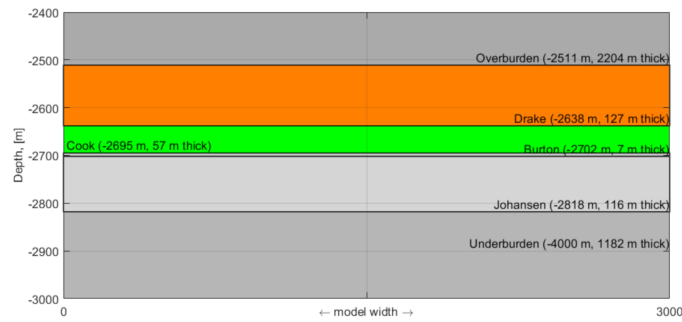 -2400
Overburden (-2511 m, 2204 m thick)
-2500
-2600
Drake (-2638 m, 127 m thick)
Cook (-2695 m, 57 m thick)
Burton (-2702 m, 7 m thick)
-2700
Depth, [m]
-2800
Johansen (-2818 m, 116 m thick)
Underburden (-4000 m, 1182 m thick)
-2900
-3000
0
← model width →
3000